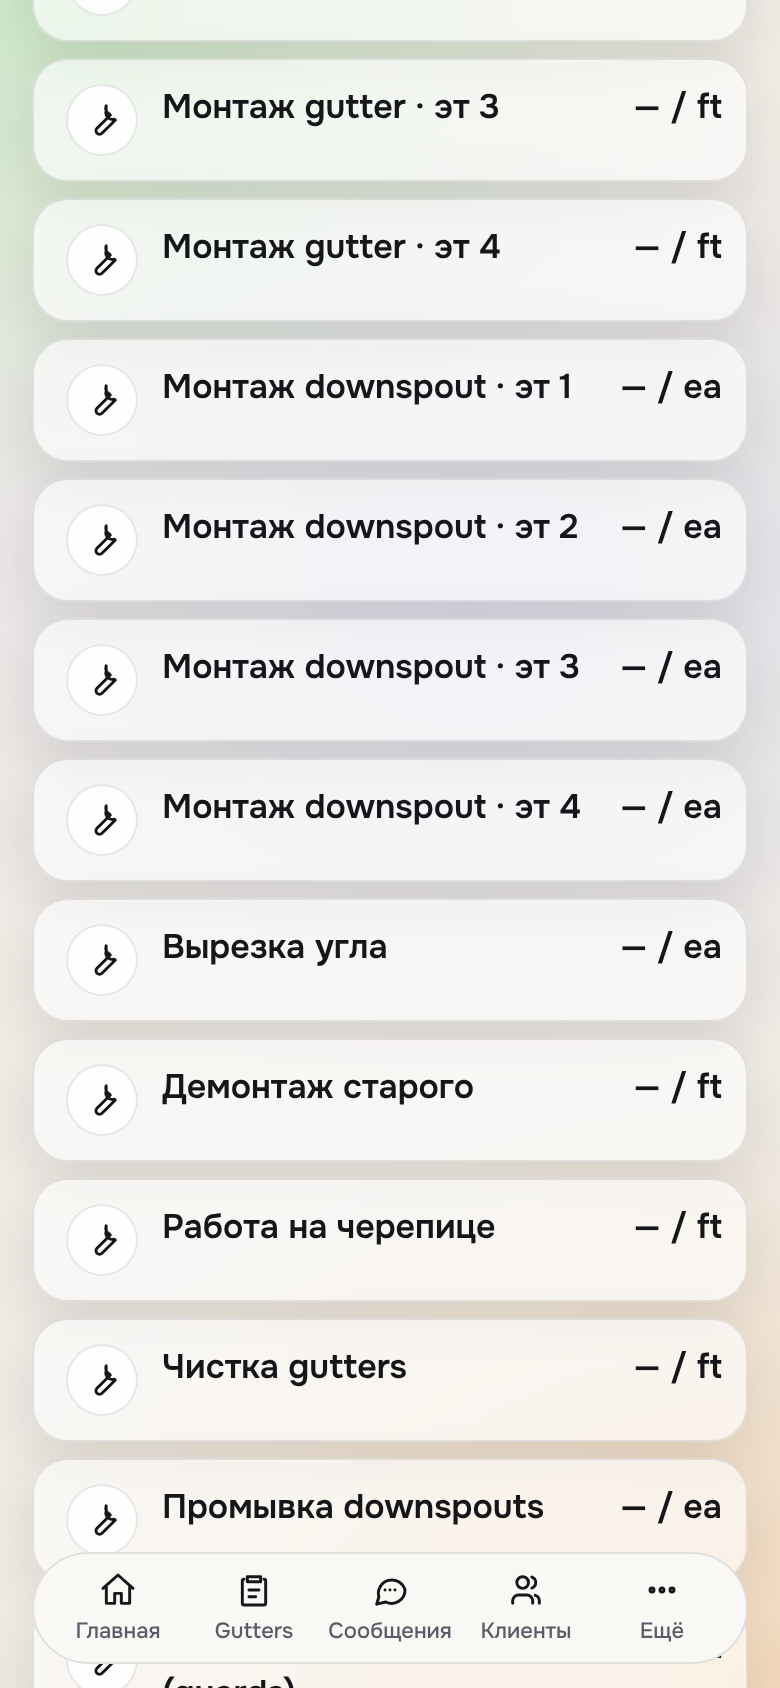 Монтаж gutter · эт 3 — / ft
Монтаж gutter · эт 4 — / ft
Монтаж downspout · эт 1 — / ea
Монтаж downspout · эт 2 — / ea
Монтаж downspout · эт 3 — / ea
Монтаж downspout · эт 4 — / ea
Вырезка угла — / ea
Демонтаж старого — / ft
Работа на черепице — / ft
Чистка gutters — / ft
Промывка downspouts — / ea
Главная Gutters Сообщения Клиенты Ещё